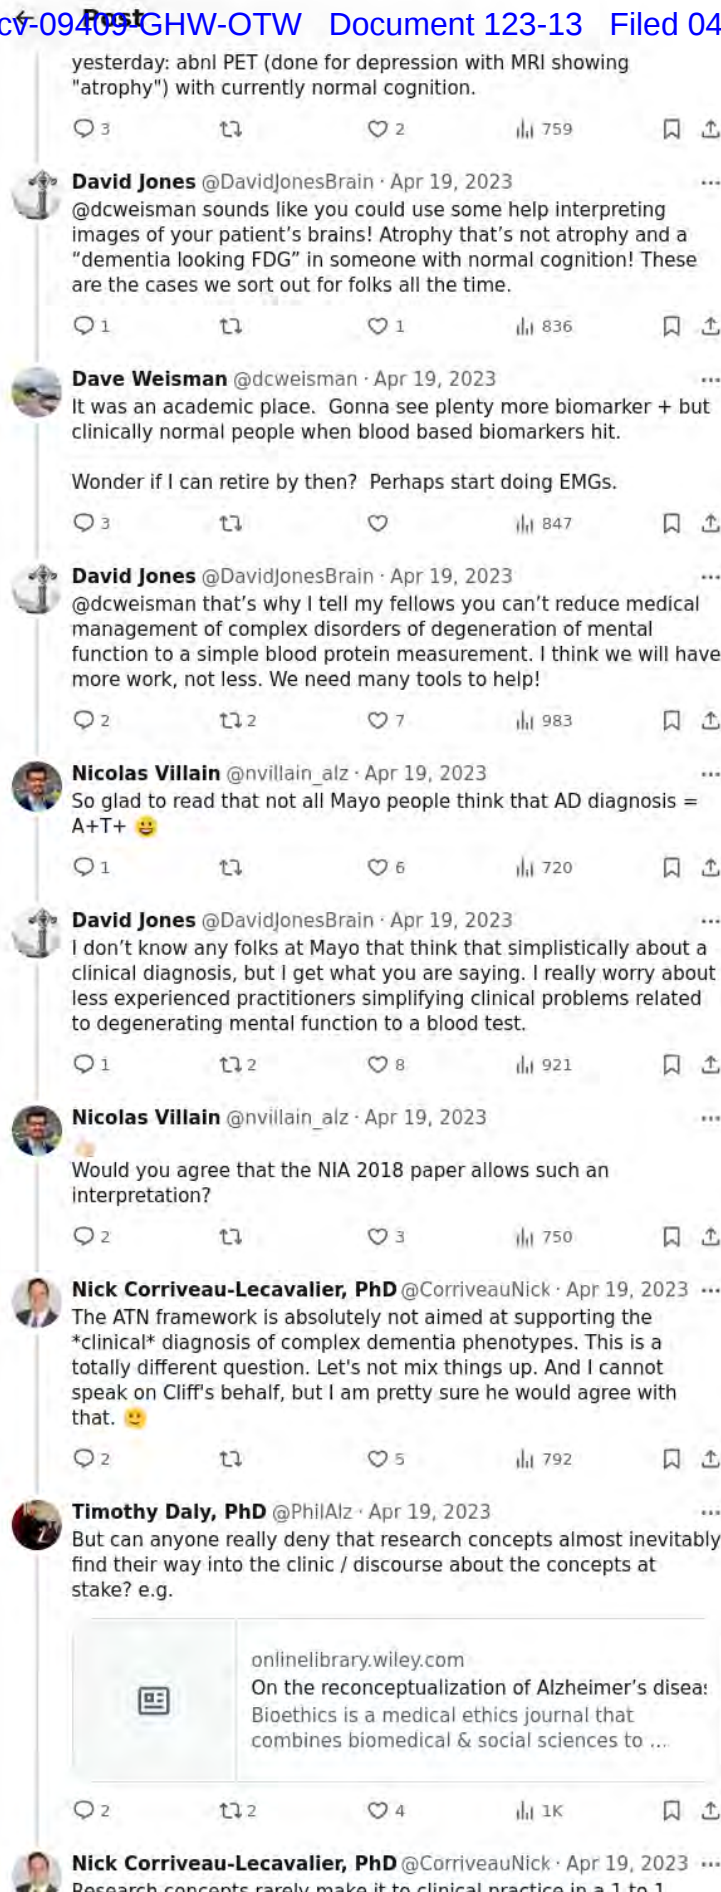 cv-09409-GHW-OTW Document 123-13 Filed 04
Post
yesterday: abnl PET (done for depression with MRI showing
"atrophy") with currently normal cognition.
3 2 759
David Jones @DavidJonesBrain · Apr 19, 2023
@dcweisman sounds like you could use some help interpreting
images of your patient’s brains! Atrophy that’s not atrophy and a
“dementia looking FDG” in someone with normal cognition! These
are the cases we sort out for folks all the time.
1 1 836
Dave Weisman @dcweisman · Apr 19, 2023
It was an academic place. Gonna see plenty more biomarker + but
clinically normal people when blood based biomarkers hit.
Wonder if I can retire by then? Perhaps start doing EMGs.
3 847
David Jones @DavidJonesBrain · Apr 19, 2023
@dcweisman that’s why I tell my fellows you can’t reduce medical
management of complex disorders of degeneration of mental
function to a simple blood protein measurement. I think we will have
more work, not less. We need many tools to help!
2 2 7 983
Nicolas Villain @nvillain_alz · Apr 19, 2023
So glad to read that not all Mayo people think that AD diagnosis =
A+T+ 😀
1 6 720
David Jones @DavidJonesBrain · Apr 19, 2023
I don’t know any folks at Mayo that think that simplistically about a
clinical diagnosis, but I get what you are saying. I really worry about
less experienced practitioners simplifying clinical problems related
to degenerating mental function to a blood test.
1 2 8 921
Nicolas Villain @nvillain_alz · Apr 19, 2023
Would you agree that the NIA 2018 paper allows such an
interpretation?
2 3 750
Nick Corriveau-Lecavalier, PhD @CorriveauNick · Apr 19, 2023
The ATN framework is absolutely not aimed at supporting the
*clinical* diagnosis of complex dementia phenotypes. This is a
totally different question. Let's not mix things up. And I cannot
speak on Cliff's behalf, but I am pretty sure he would agree with
that. 🙂
2 5 792
Timothy Daly, PhD @PhilAlz · Apr 19, 2023
But can anyone really deny that research concepts almost inevitably
find their way into the clinic / discourse about the concepts at
stake? e.g.
onlinelibrary.wiley.com
On the reconceptualization of Alzheimer’s diseas
Bioethics is a medical ethics journal that
combines biomedical & social sciences to ...
2 2 4 1K
Nick Corriveau-Lecavalier, PhD @CorriveauNick · Apr 19, 2023
Research concepts rarely make it to clinical practice in a 1 to 1